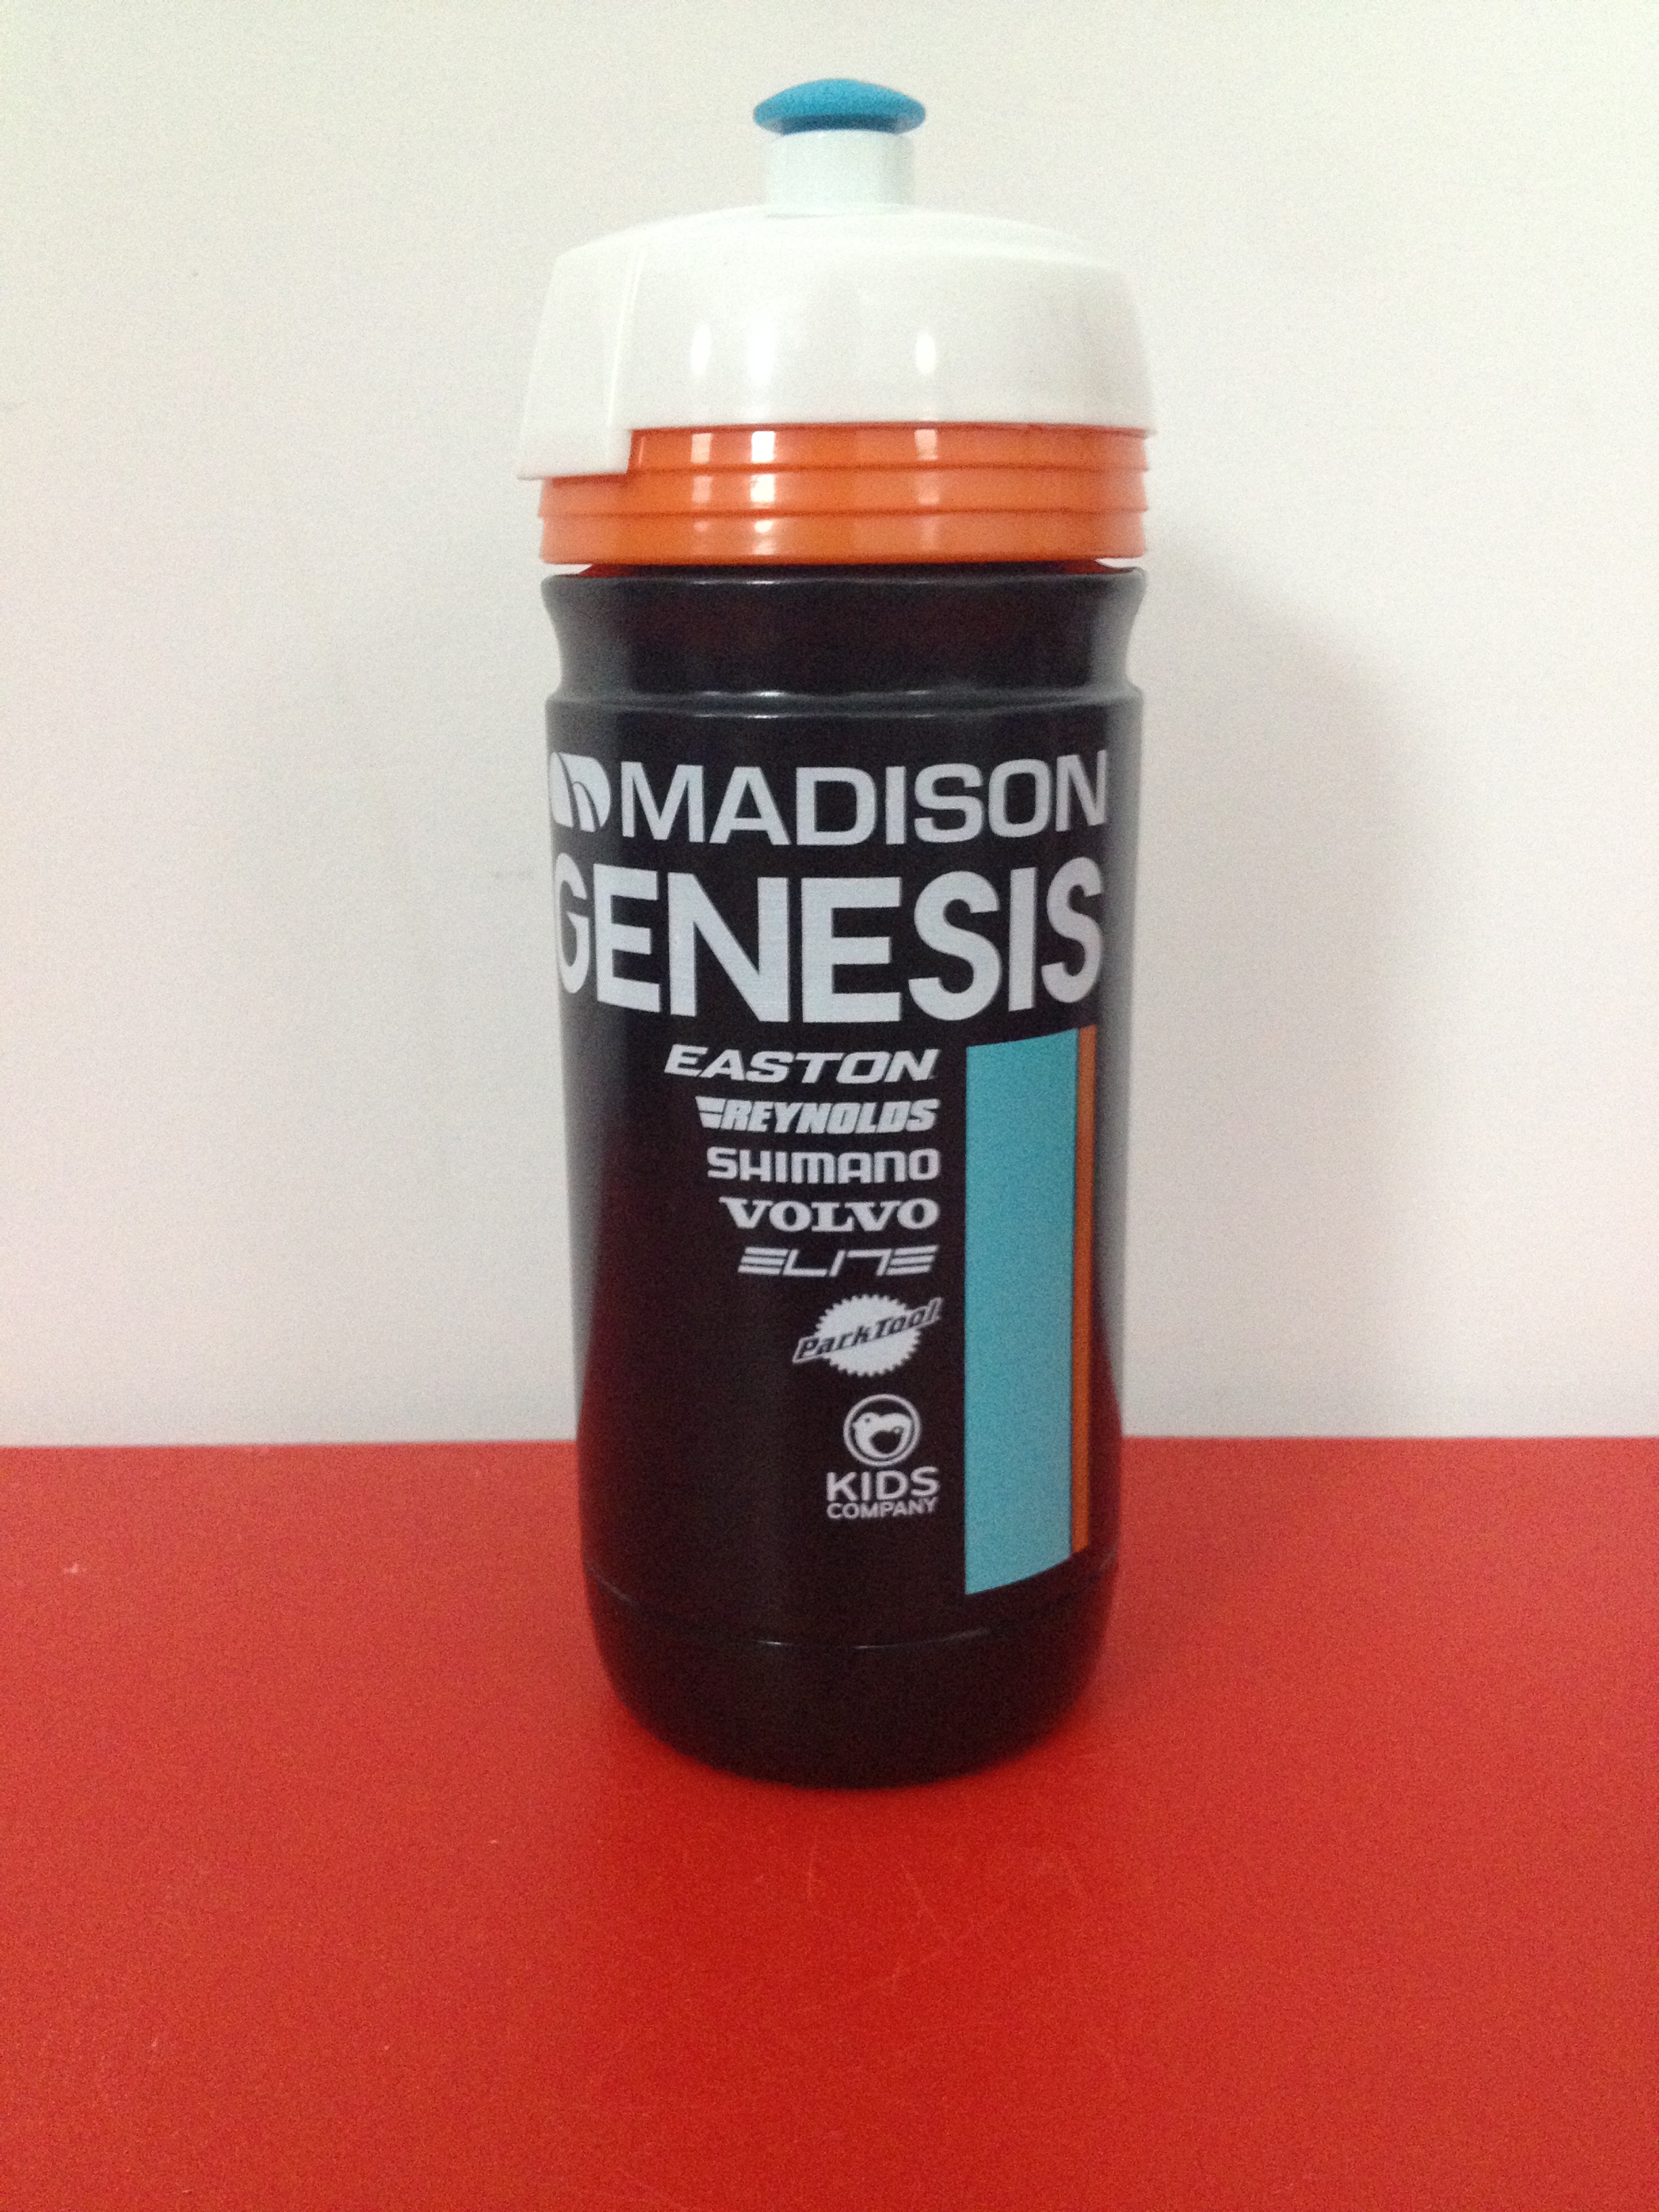 MADISON
GENESIS
EASTON
REYNOLDS
SHIMANO
VOLVO
ELITE
ParkTool
KIDS
COMPANY